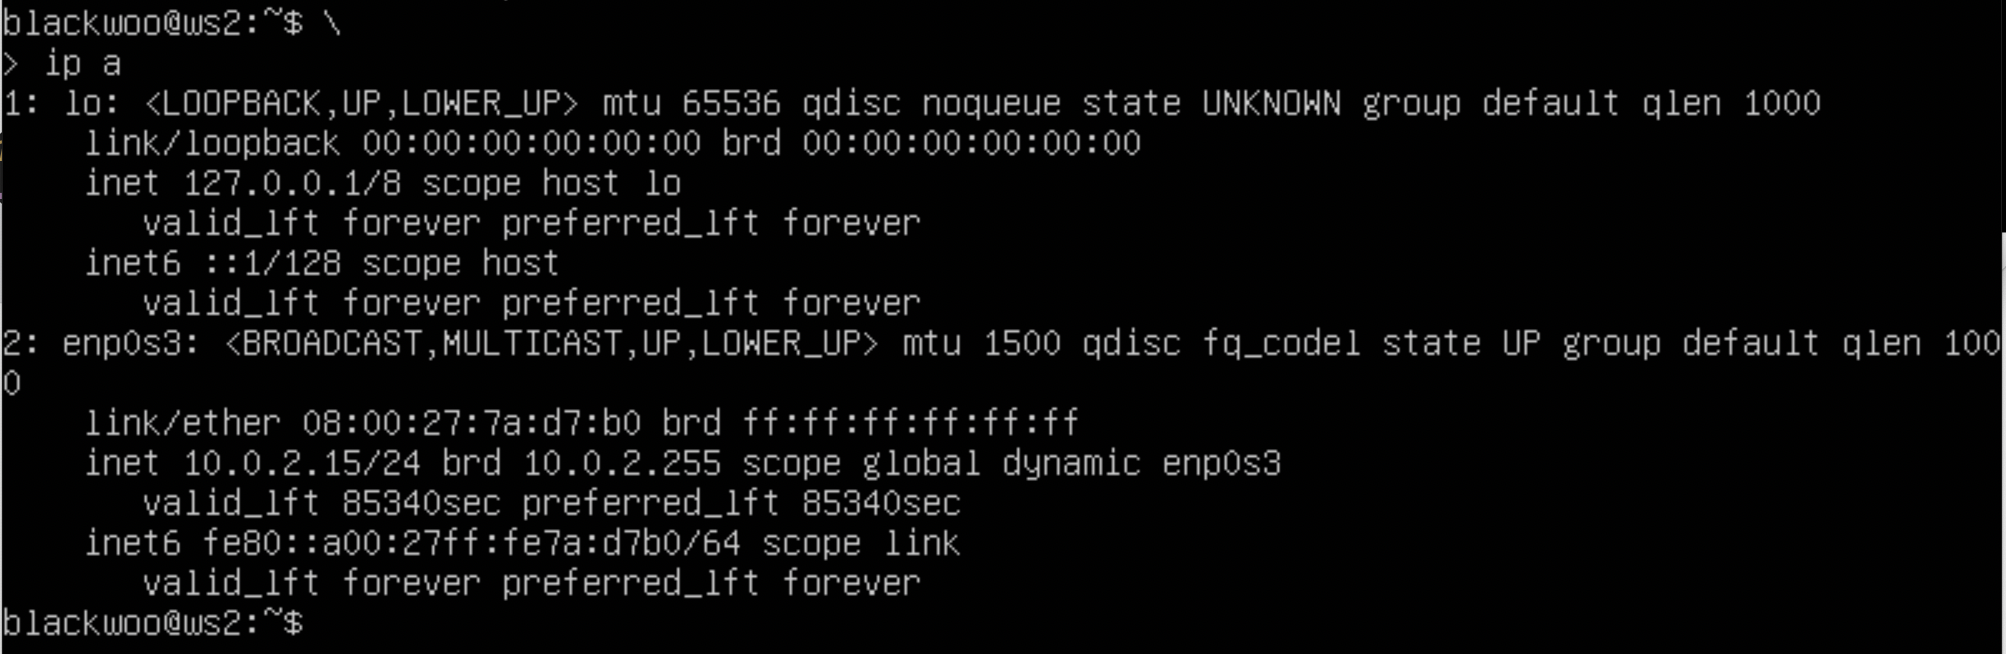 blackwoo@ws2:~$ \
> ip a
1: lo: <LOOPBACK,UP,LOWER_UP> mtu 65536 qdisc noqueue state UNKNOWN group default qlen 1000
    link/loopback 00:00:00:00:00:00 brd 00:00:00:00:00:00
    inet 127.0.0.1/8 scope host lo
       valid_lft forever preferred_lft forever
    inet6 ::1/128 scope host
       valid_lft forever preferred_lft forever
2: enp0s3: <BROADCAST,MULTICAST,UP,LOWER_UP> mtu 1500 qdisc fq_codel state UP group default qlen 100
0
    link/ether 08:00:27:7a:d7:b0 brd ff:ff:ff:ff:ff:ff
    inet 10.0.2.15/24 brd 10.0.2.255 scope global dynamic enp0s3
       valid_lft 85340sec preferred_lft 85340sec
    inet6 fe80::a00:27ff:fe7a:d7b0/64 scope link
       valid_lft forever preferred_lft forever
blackwoo@ws2:~$